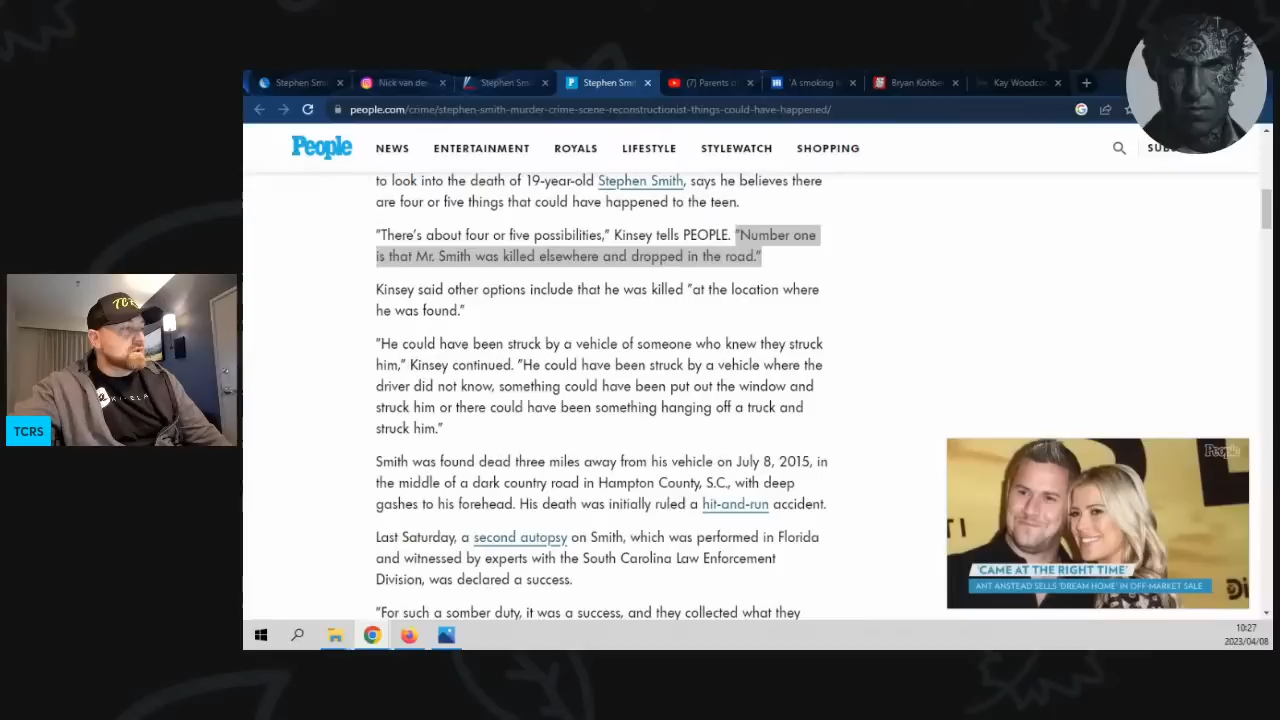 Stephen Smi
Nick van de
Stephen Smi
Stephen Smi
(7) Parents o
'A smoking
Bryan Kohbe
Kay Woodco
people.com/crime/stephen-smith-murder-crime-scene-reconstructionist-things-could-have-happened/
People
NEWS
ENTERTAINMENT
ROYALS
LIFESTYLE
STYLEWATCH
SHOPPING
to look into the death of 19-year-old Stephen Smith, says he believes there
are four or five things that could have happened to the teen.
"There's about four or five possibilities," Kinsey tells PEOPLE. "Number one
is that Mr. Smith was killed elsewhere and dropped in the road."
Kinsey said other options include that he was killed "at the location where
he was found."
"He could have been struck by a vehicle of someone who knew they struck
him," Kinsey continued. "He could have been struck by a vehicle where the
driver did not know, something could have been put out the window and
struck him or there could have been something hanging off a truck and
struck him."
Smith was found dead three miles away from his vehicle on July 8, 2015, in
the middle of a dark country road in Hampton County, S.C., with deep
gashes to his forehead. His death was initially ruled a hit-and-run accident.
Last Saturday, a second autopsy on Smith, which was performed in Florida
and witnessed by experts with the South Carolina Law Enforcement
Division, was declared a success.
"For such a somber duty, it was a success, and they collected what they
TCRS
People
'CAME AT THE RIGHT TIME'
ANT ANSTEAD SELLS 'DREAM HOME' IN OFF-MARKET SALE
10:27
2023/04/08